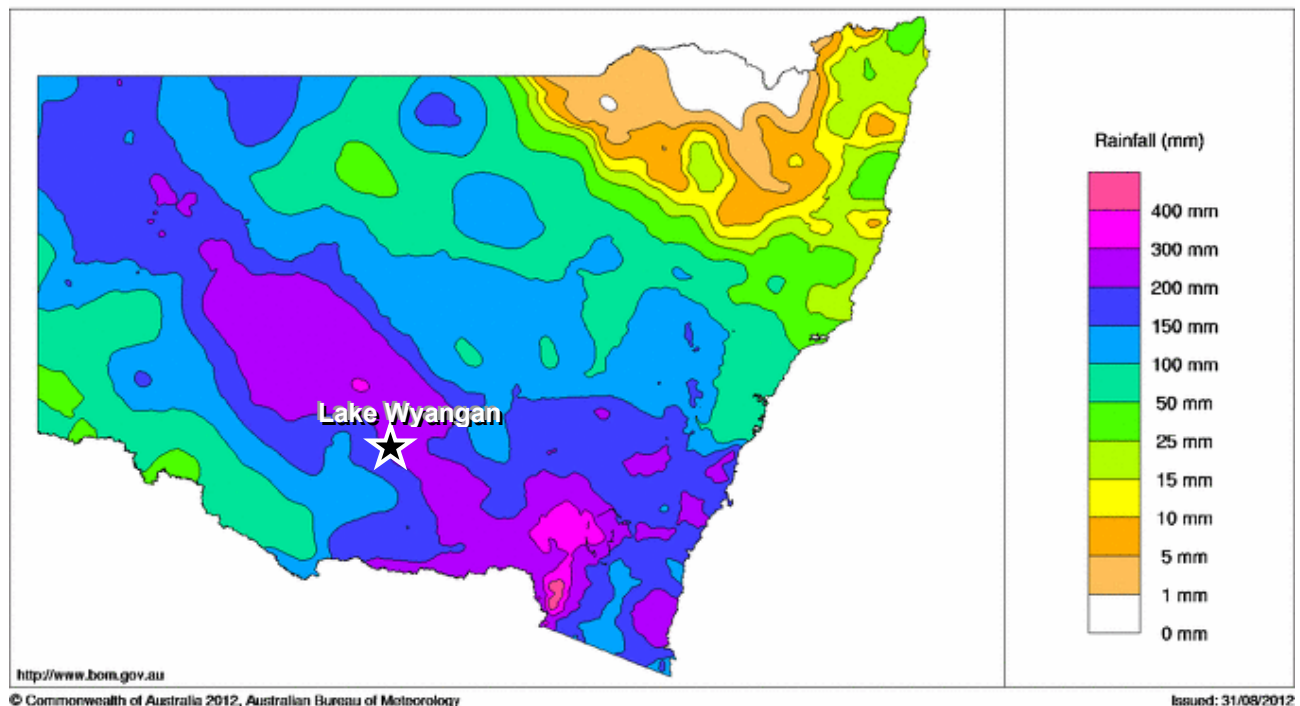 Rainfall (mm)
400 mm
300 mm
200 mm
150 mm
100 mm
50 mm
25 mm
15 mm
10 mm
5 mm
1 mm
0 mm
Lake Wyangan
http://www.bom.gov.au
© Commonwealth of Australia 2012, Australian Bureau of Meteorology
Issued: 31/08/2012